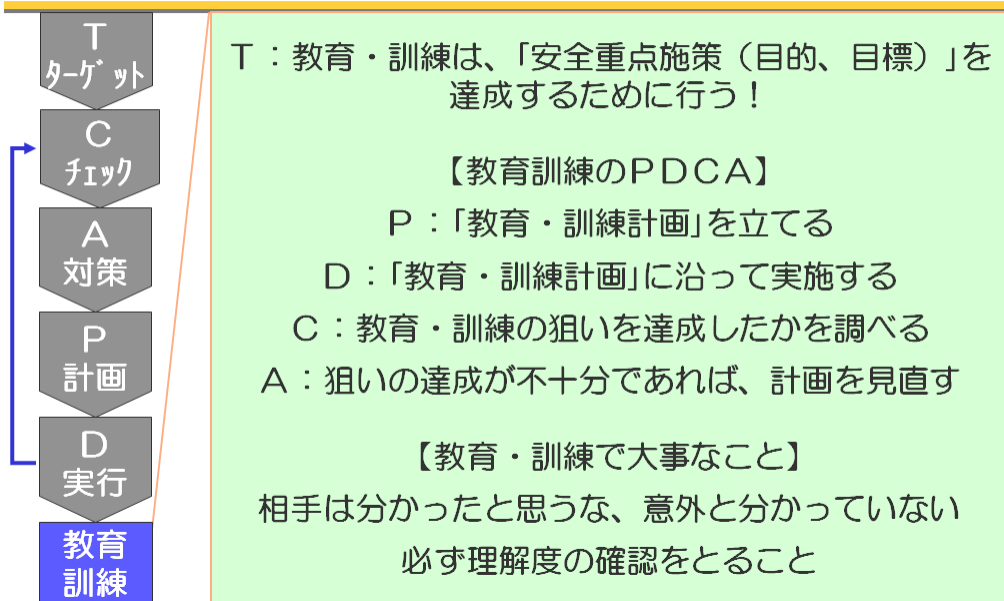 T
ターゲット
C
チェック
A
対策
P
計画
D
実行
教育
訓練
T：教育・訓練は、「安全重点施策（目的、目標）」を
達成するために行う！
【教育訓練のPDCA】
P：「教育・訓練計画」を立てる
D：「教育・訓練計画」に沿って実施する
C：教育・訓練の狙いを達成したかを調べる
A：狙いの達成が不十分であれば、計画を見直す
【教育・訓練で大事なこと】
相手は分かったと思うな、意外と分かっていない
必ず理解度の確認をとること